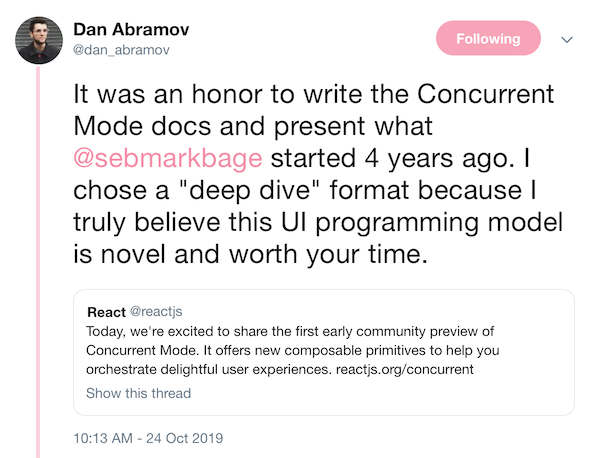 Dan Abramov
@dan_abramov
Following
It was an honor to write the Concurrent
Mode docs and present what
@sebmarkbage started 4 years ago. I
chose a "deep dive" format because I
truly believe this UI programming model
is novel and worth your time.
React @reactjs
Today, we're excited to share the first early community preview of
Concurrent Mode. It offers new composable primitives to help you
orchestrate delightful user experiences. reactjs.org/concurrent
Show this thread
10:13 AM - 24 Oct 2019